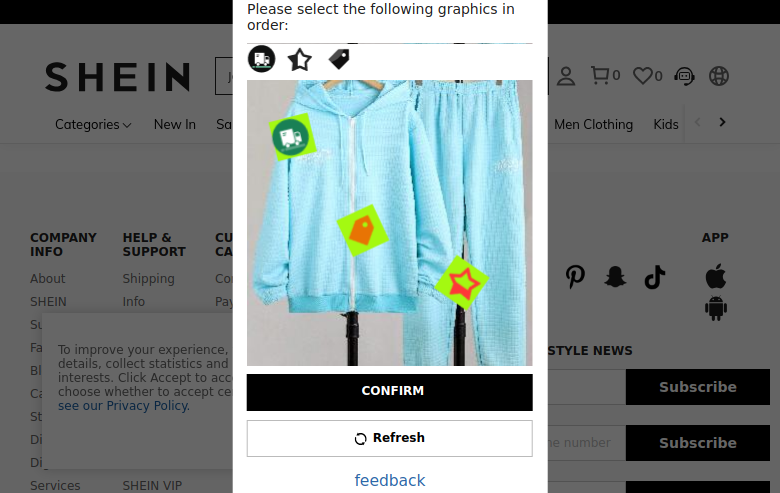 Please select the following graphics in
order:
SHEIN
0
0
Categories
New In
Sa
Men Clothing
Kids
COMPANY
INFO
HELP &
SUPPORT
CU
CA
APP
About
Shipping
Co
SHEIN
Info
Pay
Su
Fa
Bl
Ca
St
Di
Di
Services
SHEIN VIP
To improve your experience,
details, collect statistics and
interests. Click Accept to acc
choose whether to accept ce
see our Privacy Policy.
STYLE NEWS
Subscribe
ne number
Subscribe
CONFIRM
Refresh
feedback